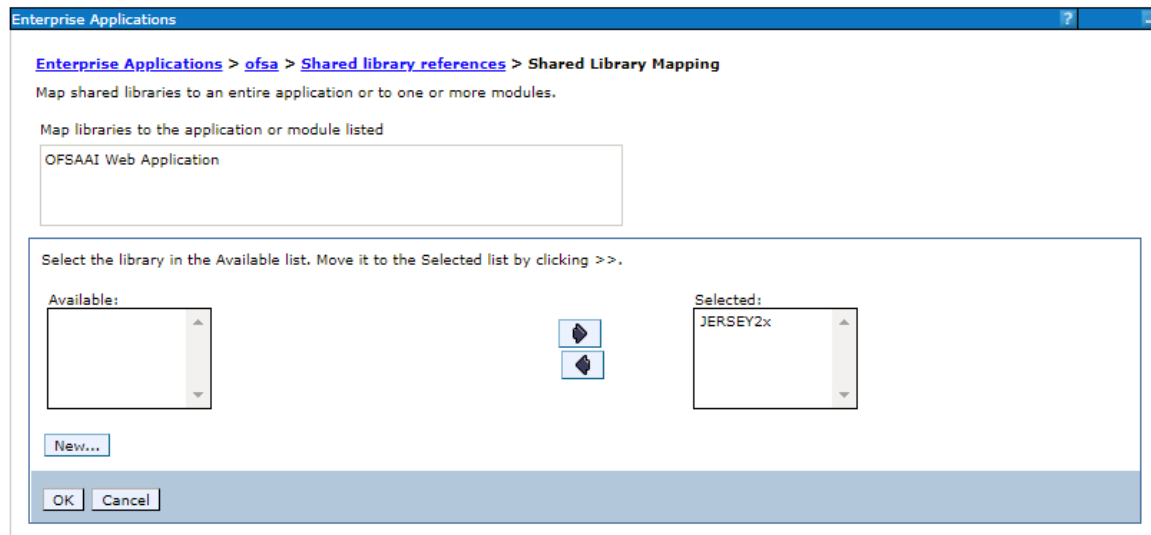 Enterprise Applications ? -
Enterprise Applications > ofsa > Shared library references > Shared Library Mapping
Map shared libraries to an entire application or to one or more modules.
Map libraries to the application or module listed
OFSAAI Web Application
Select the library in the Available list. Move it to the Selected list by clicking >>.
Available: Selected:
JERSEY2x
New...
OK Cancel